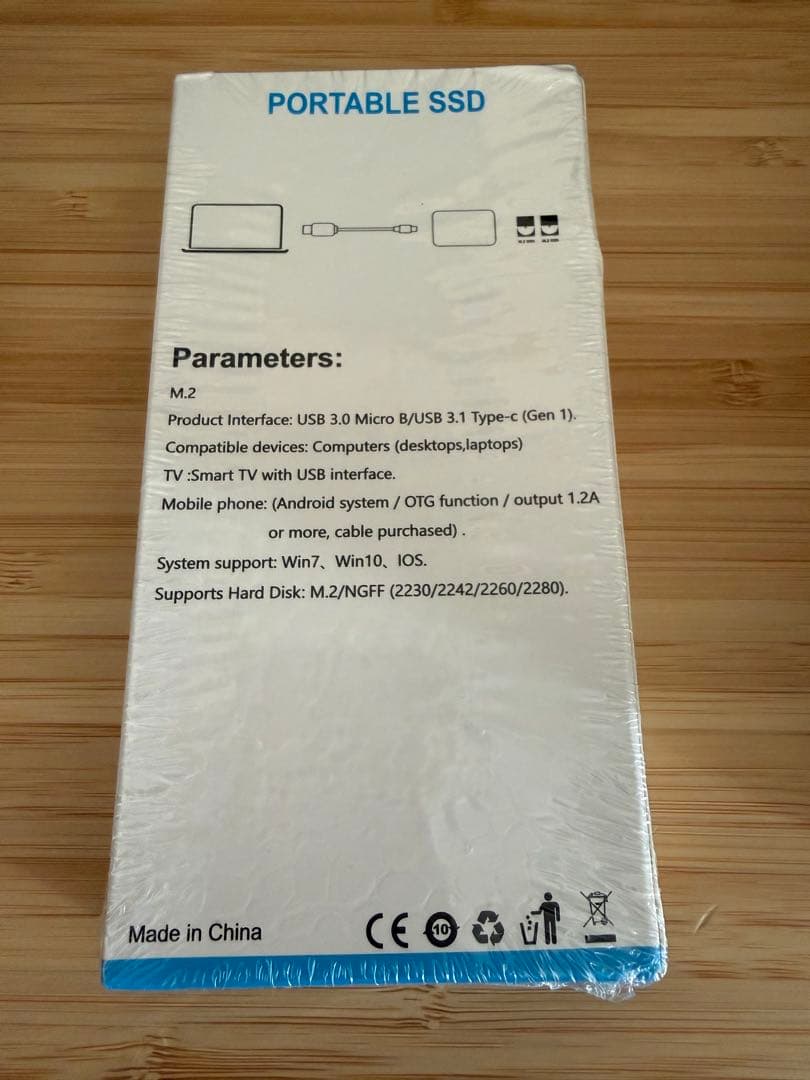 PORTABLE SSD
Parameters:
M.2
Product Interface: USB 3.0 Micro B/USB 3.1 Type-c (Gen 1).
Compatible devices: Computers (desktops,laptops)
TV :Smart TV with USB interface.
Mobile phone: (Android system / OTG function / output 1.2A
or more, cable purchased) .
System support: Win7、Win10、IOS.
Supports Hard Disk: M.2/NGFF (2230/2242/2260/2280).
Made in China
CE
10